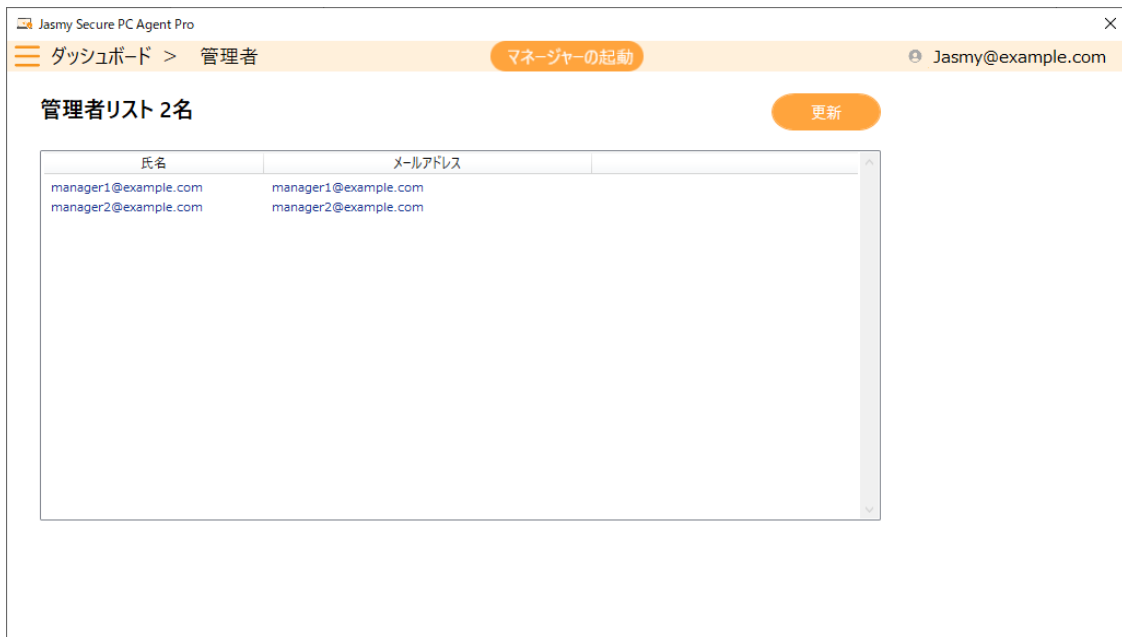 Jasmy Secure PC Agent Pro
ダッシュボード > 管理者 マネージャーの起動 Jasmy@example.com
管理者リスト 2名 更新
氏名 メールアドレス
manager1@example.com manager1@example.com
manager2@example.com manager2@example.com